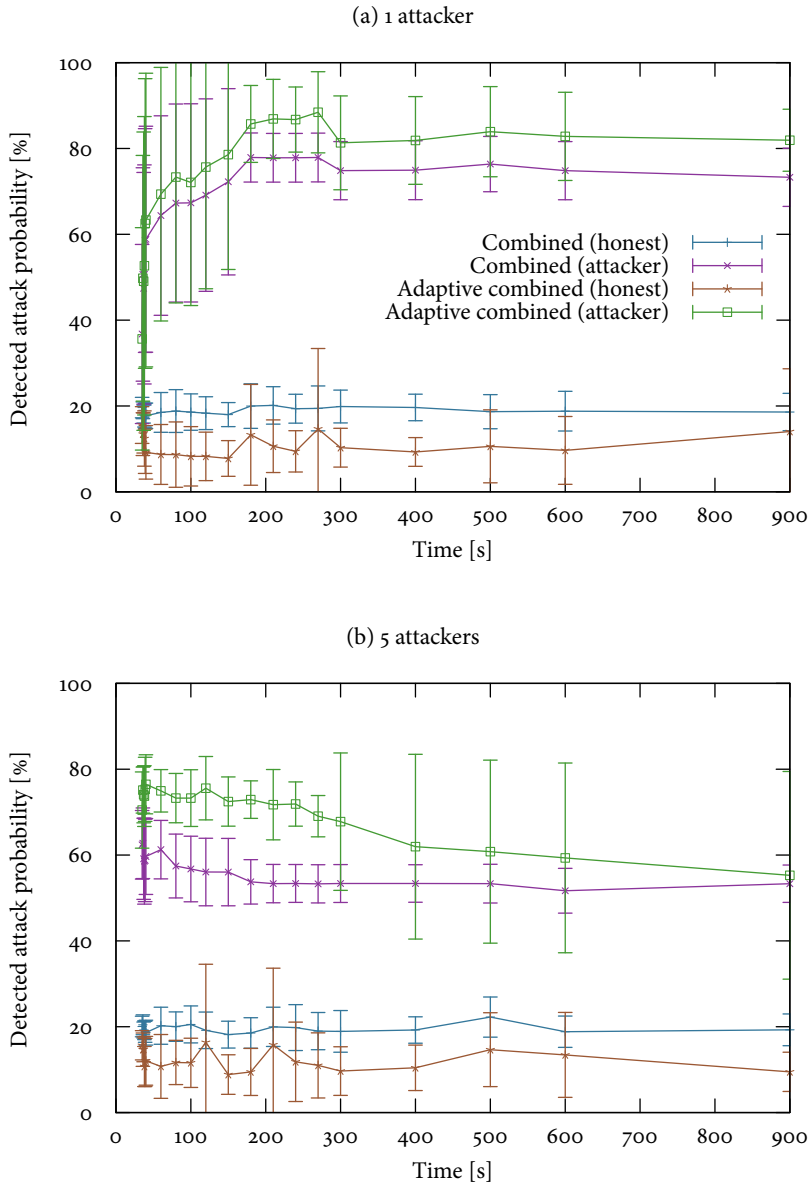 (a) 1 attacker
100
80
60
40
20
0
Detected attack probability [%]
Combined (honest)
Combined (attacker)
Adaptive combined (honest)
Adaptive combined (attacker)
0 100 200 300 400 500 600 700 800 900
Time [s]
(b) 5 attackers
100
80
60
40
20
0
Detected attack probability [%]
0 100 200 300 400 500 600 700 800 900
Time [s]